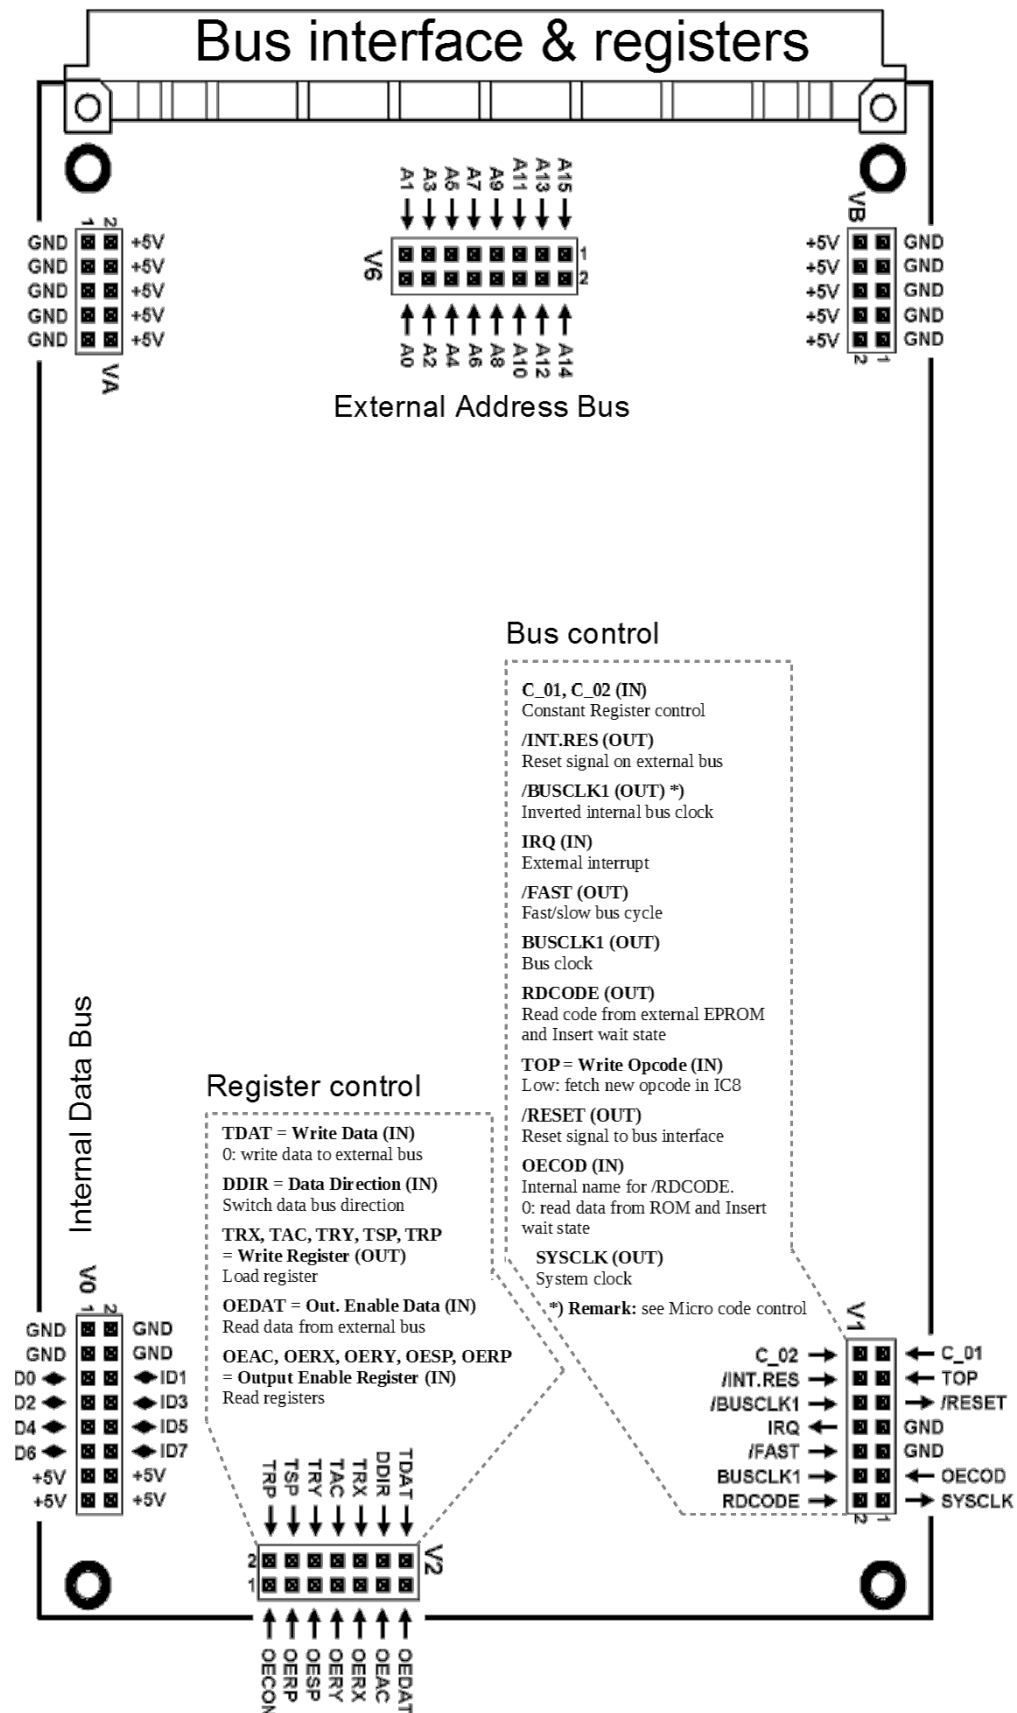 Bus interface & registers
A1 A3 A5 A7 A9 A11 A13 A15
V6
1
2
A0 A2 A4 A6 A8 A10 A12 A14
External Address Bus
1 2
GND +5V
GND +5V
GND +5V
GND +5V
GND +5V
VA
VB
+5V GND
+5V GND
+5V GND
+5V GND
+5V GND
2 1
Bus control
C_01, C_02 (IN)
Constant Register control
/INT.RES (OUT)
Reset signal on external bus
/BUSCLK1 (OUT) *)
Inverted internal bus clock
IRQ (IN)
External interrupt
/FAST (OUT)
Fast/slow bus cycle
BUSCLK1 (OUT)
Bus clock
RDCODE (OUT)
Read code from external EPROM
and Insert wait state
TOP = Write Opcode (IN)
Low: fetch new opcode in IC8
/RESET (OUT)
Reset signal to bus interface
OECOD (IN)
Internal name for /RDCODE.
0: read data from ROM and Insert
wait state
SYSCLK (OUT)
System clock
*) Remark: see Micro code control
Register control
TDAT = Write Data (IN)
0: write data to external bus
DDIR = Data Direction (IN)
Switch data bus direction
TRX, TAC, TRY, TSP, TRP
= Write Register (OUT)
Load register
OEDAT = Out. Enable Data (IN)
Read data from external bus
OEAC, OERX, OERY, OESP, OERP
= Output Enable Register (IN)
Read registers
Internal Data Bus
V0
1 2
GND GND
GND GND
D0 ID1
D2 ID3
D4 ID5
D6 ID7
+5V +5V
+5V +5V
TRP TSP TRY TAC TRX DDIR TDAT
V2
2
1
OECON OERP OESP OERY OERX OEAC OEDAT
V1
C_02 C_01
/INT.RES TOP
/BUSCLK1 /RESET
IRQ GND
/FAST GND
BUSCLK1 OECOD
RDCODE SYSCLK
2 1